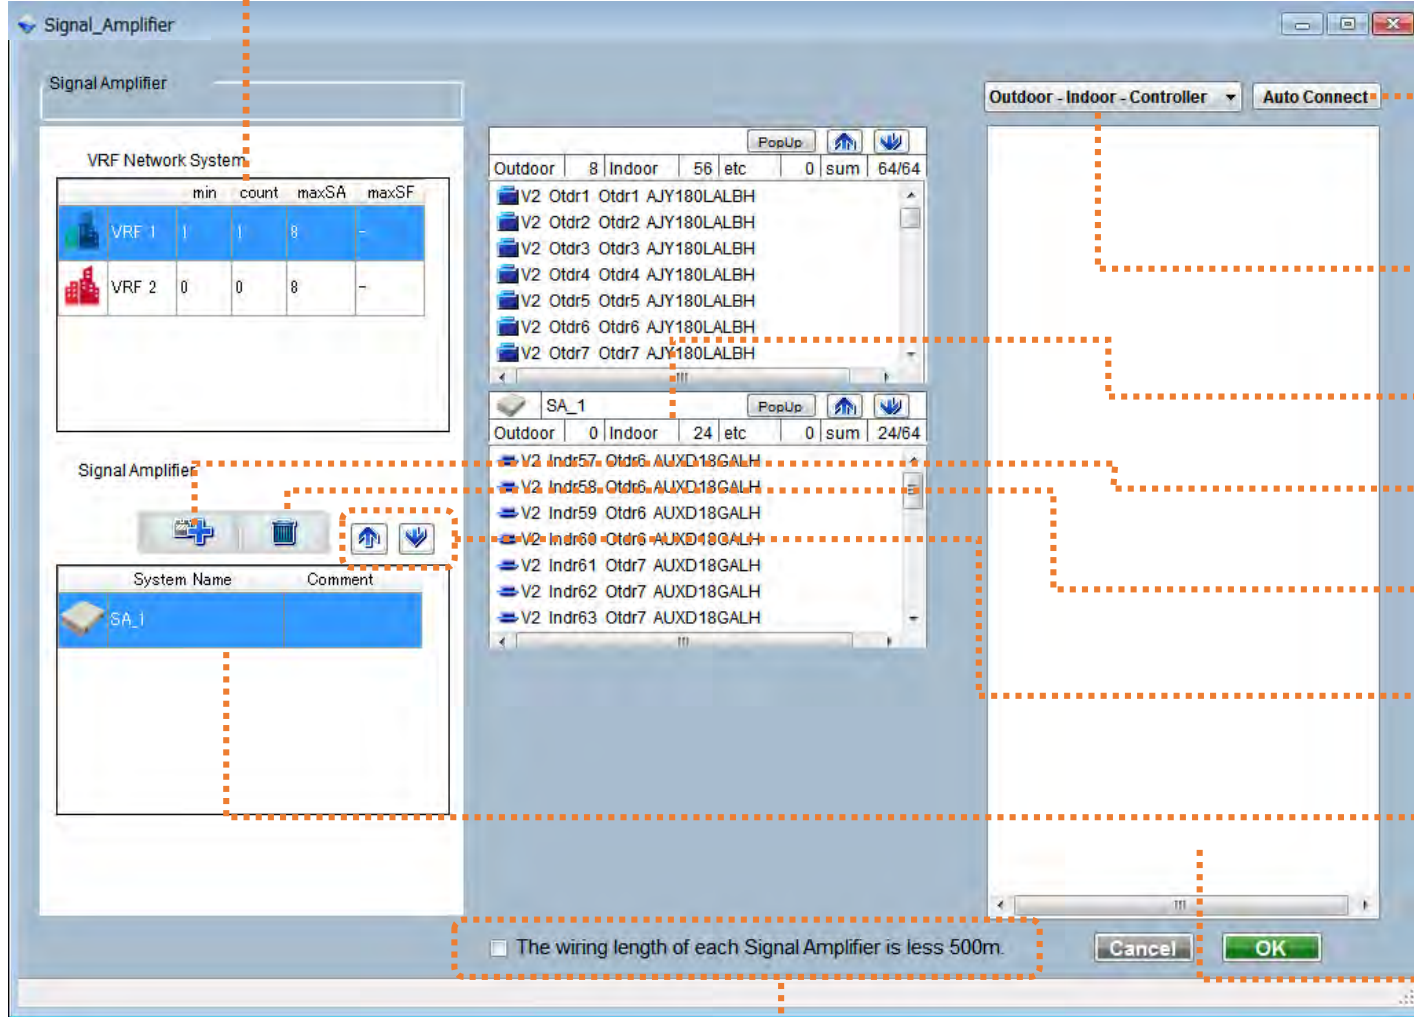 Signal_Amplifier
Signal Amplifier
Outdoor - Indoor - Controller
Auto Connect
VRF Network System
min count maxSA maxSF
VRF 1 1 1 8 -
VRF 2 0 0 8 -
PopUp
Outdoor 8 Indoor 56 etc 0 sum 64/64
V2 Otdr1 Otdr1 AJY180LALBH
V2 Otdr2 Otdr2 AJY180LALBH
V2 Otdr3 Otdr3 AJY180LALBH
V2 Otdr4 Otdr4 AJY180LALBH
V2 Otdr5 Otdr5 AJY180LALBH
V2 Otdr6 Otdr6 AJY180LALBH
V2 Otdr7 Otdr7 AJY180LALBH
SA_1 PopUp
Outdoor 0 Indoor 24 etc 0 sum 24/64
V2 Indr57 Otdr6 AUXD18GALH
V2 Indr58 Otdr6 AUXD18GALH
V2 Indr59 Otdr6 AUXD18GALH
V2 Indr60 Otdr6 AUXD18GALH
V2 Indr61 Otdr7 AUXD18GALH
V2 Indr62 Otdr7 AUXD18GALH
V2 Indr63 Otdr7 AUXD18GALH
Signal Amplifier
System Name Comment
SA_1
The wiring length of each Signal Amplifier is less 500m.
Cancel
OK